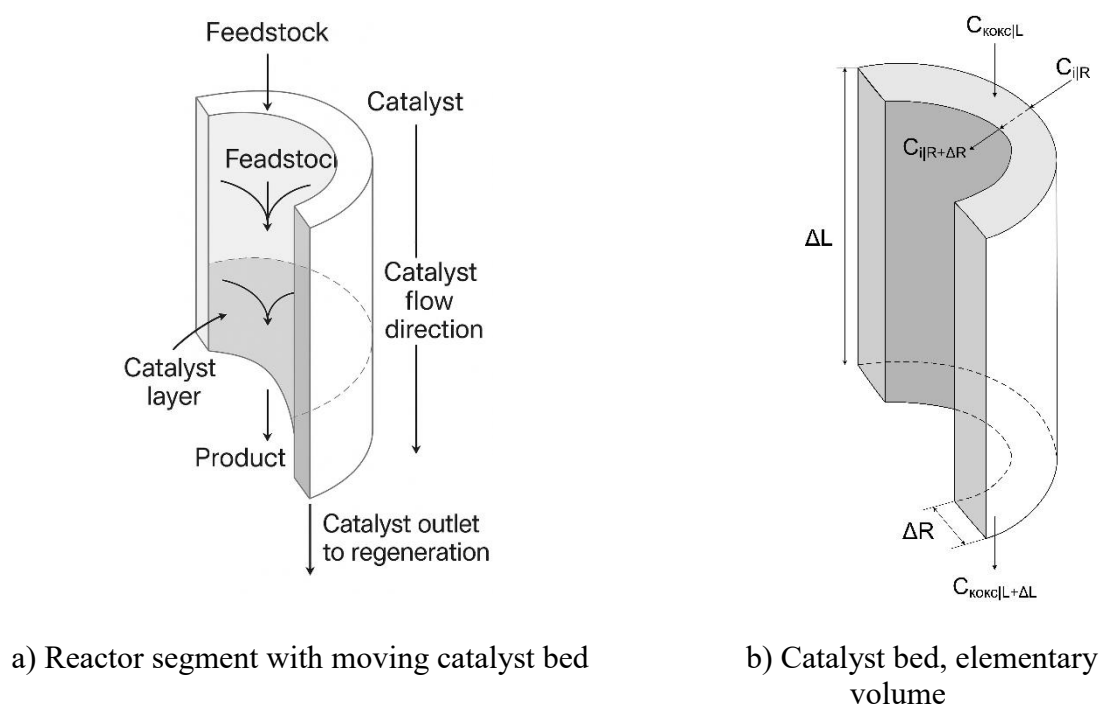 Feedstock
Catalyst
Feadstock
Catalyst
flow
direction
Catalyst
layer
Product
Catalyst outlet
to regeneration
a) Reactor segment with moving catalyst bed
Cкокс|L
Ci|R
Ci|R+ΔR
ΔL
ΔR
Cкокс|L+ΔL
b) Catalyst bed, elementary
volume